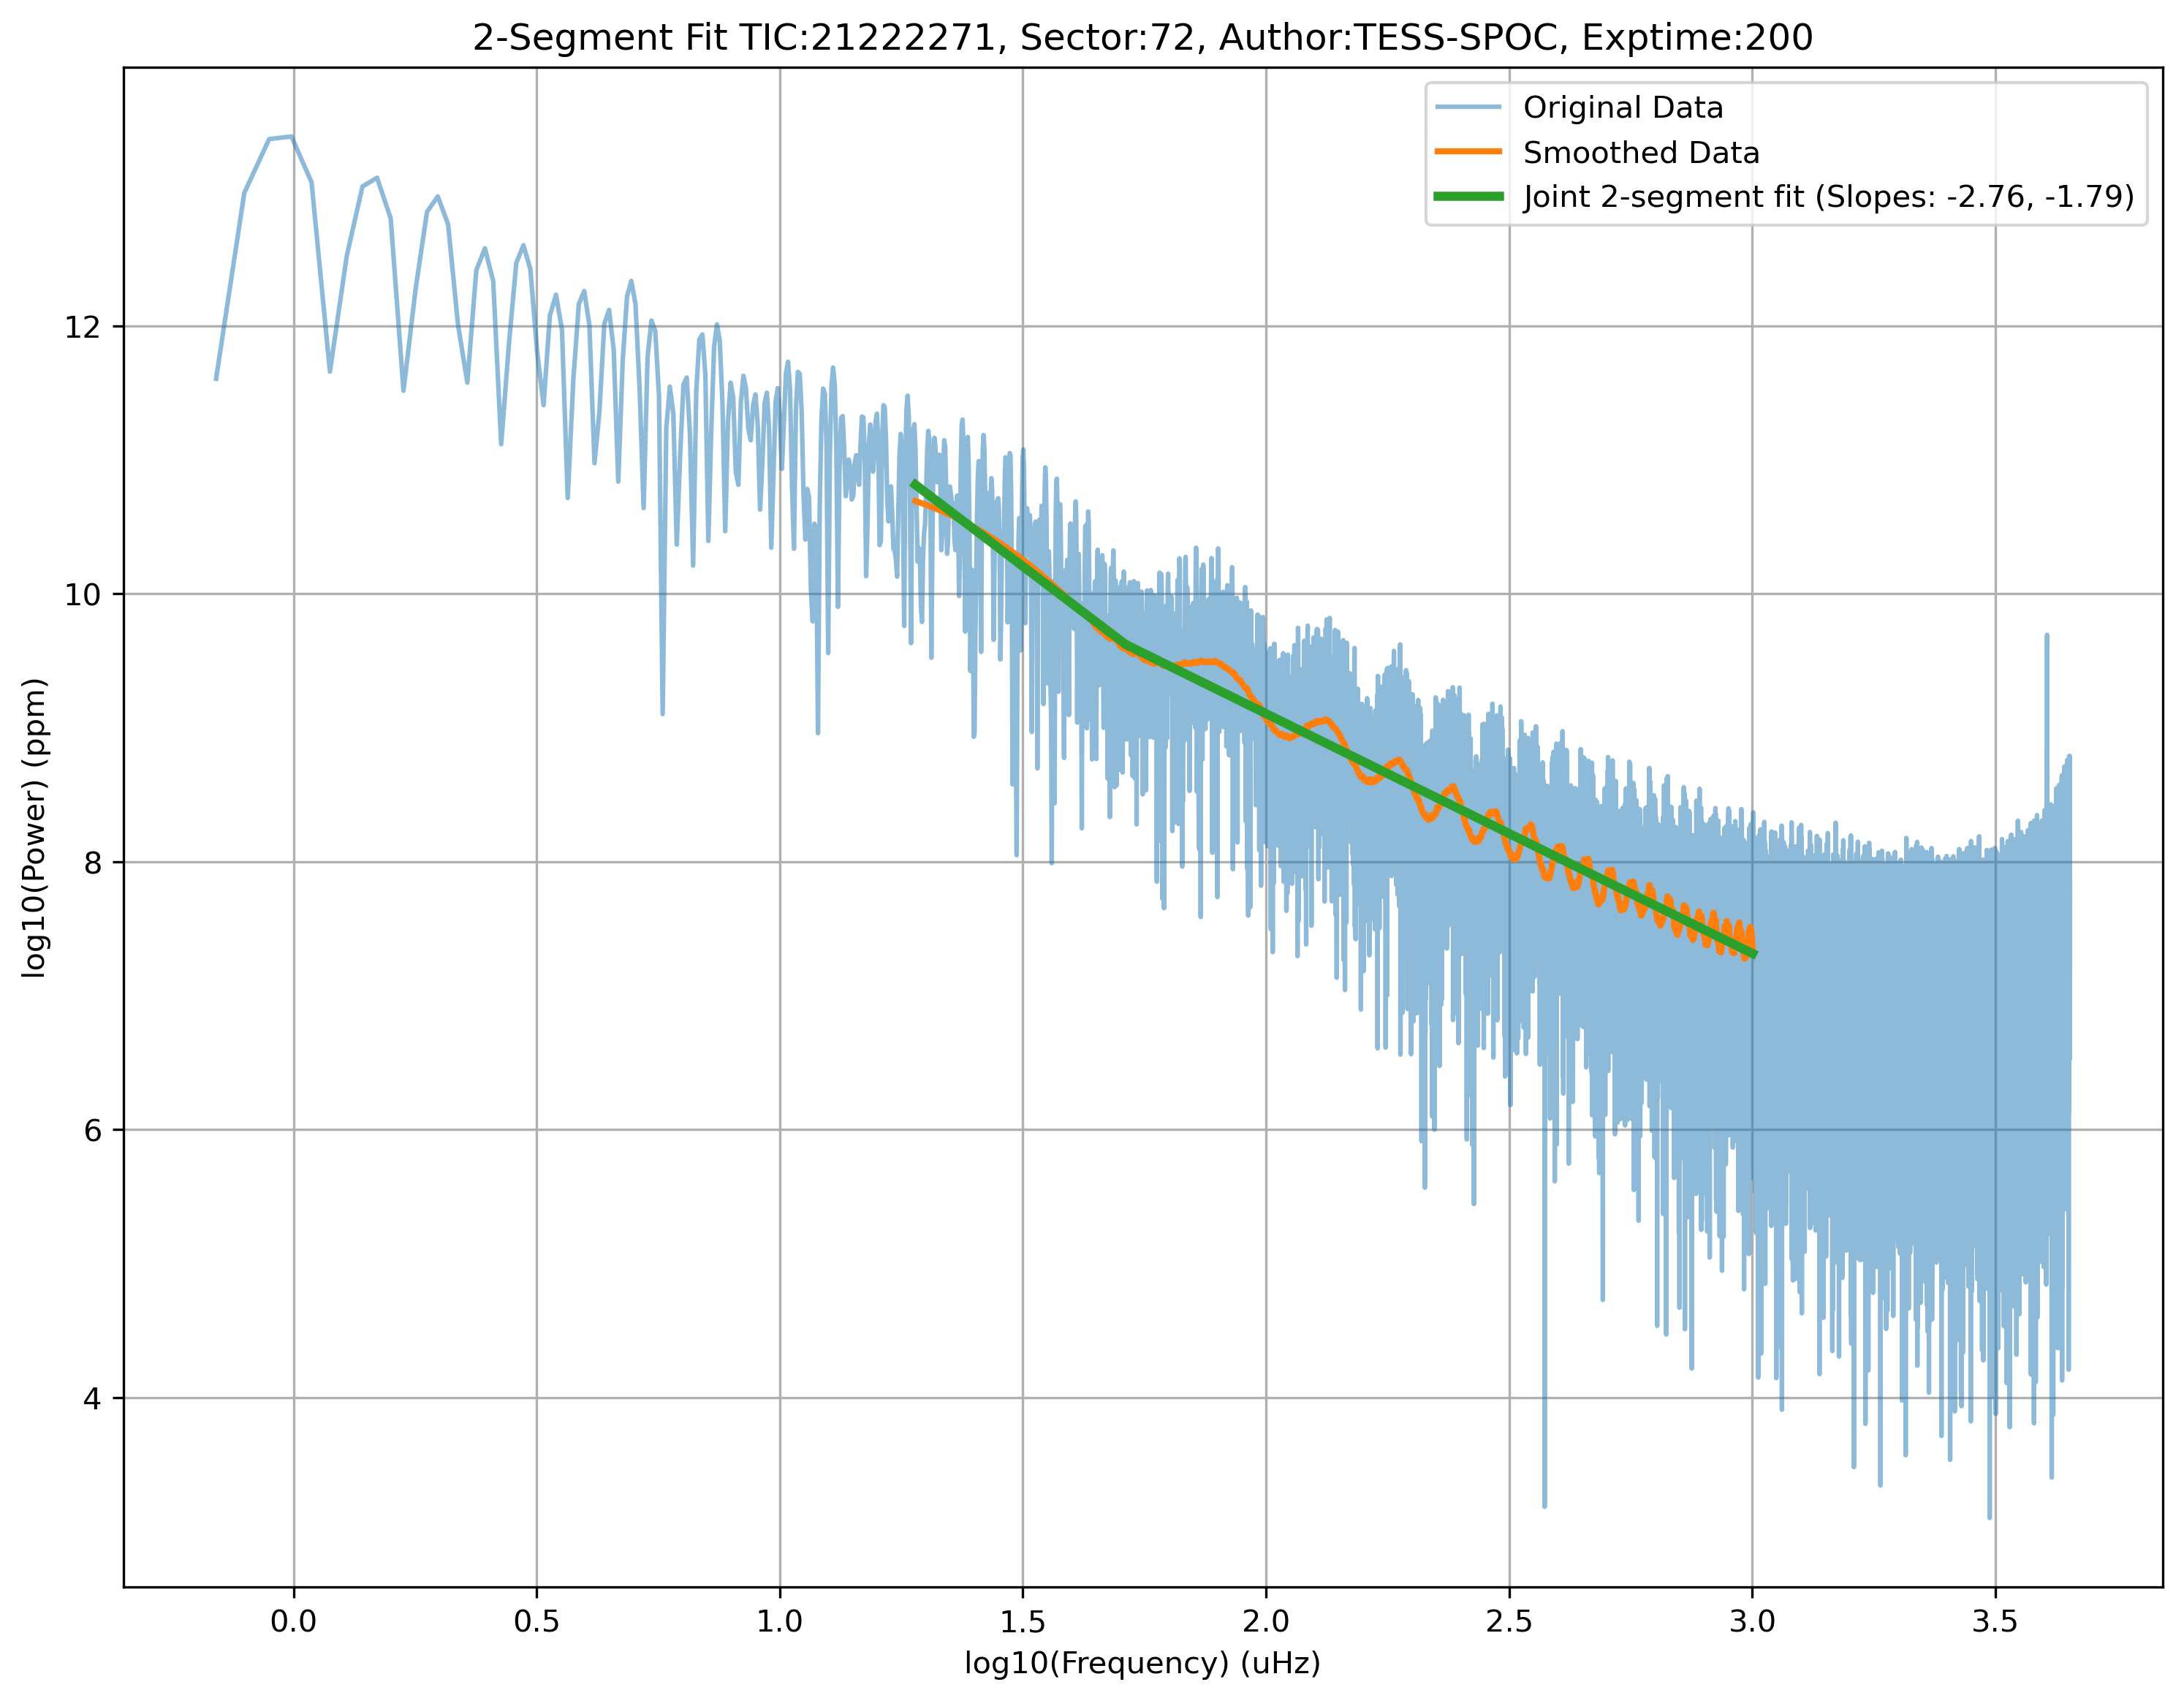 2-Segment Fit TIC:21222271, Sector:72, Author:TESS-SPOC, Exptime:200
Original Data
Smoothed Data
Joint 2-segment fit (Slopes: -2.76, -1.79)
log10(Power) (ppm)
12
10
8
6
4
0.0 0.5 1.0 1.5 2.0 2.5 3.0 3.5
log10(Frequency) (uHz)